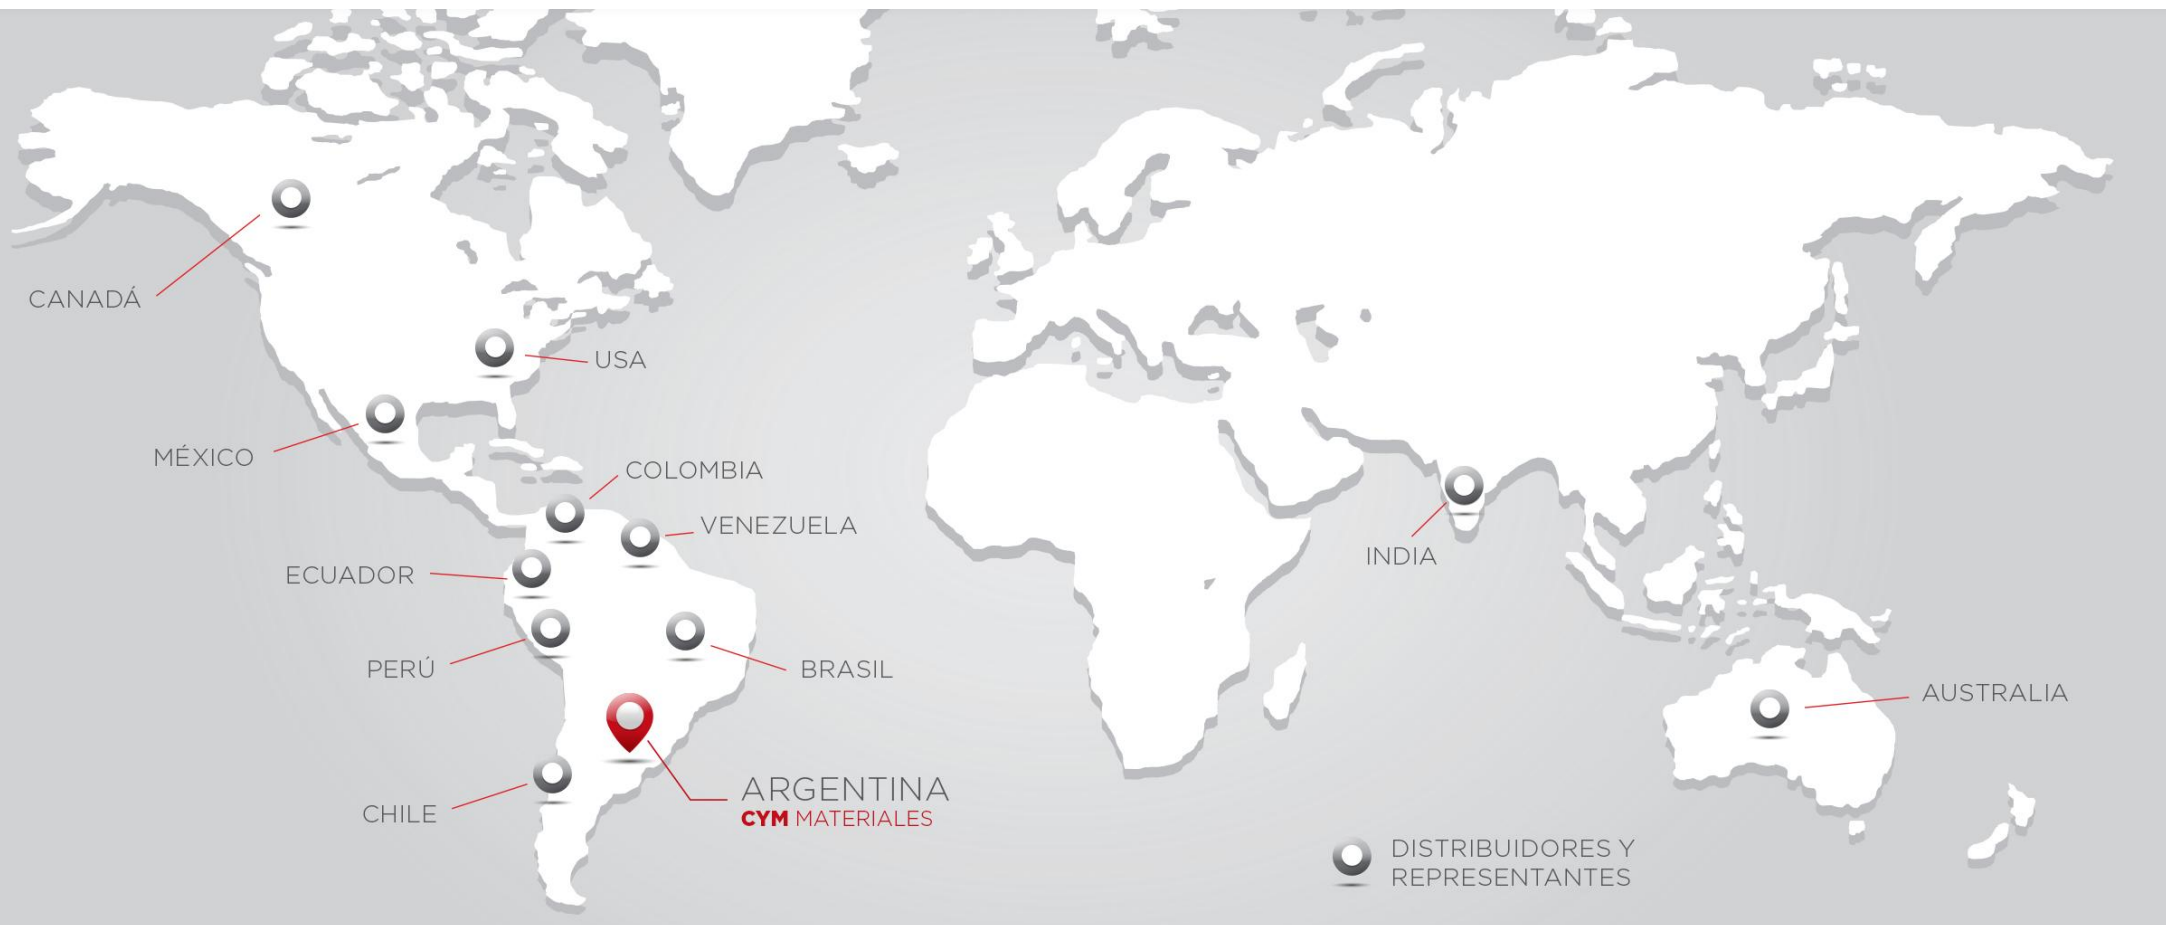 CANADÁ
USA
MÉXICO
COLOMBIA
VENEZUELA
ECUADOR
INDIA
PERÚ
BRASIL
AUSTRALIA
ARGENTINA
CYM MATERIALES
CHILE
DISTRIBUIDORES Y
REPRESENTANTES